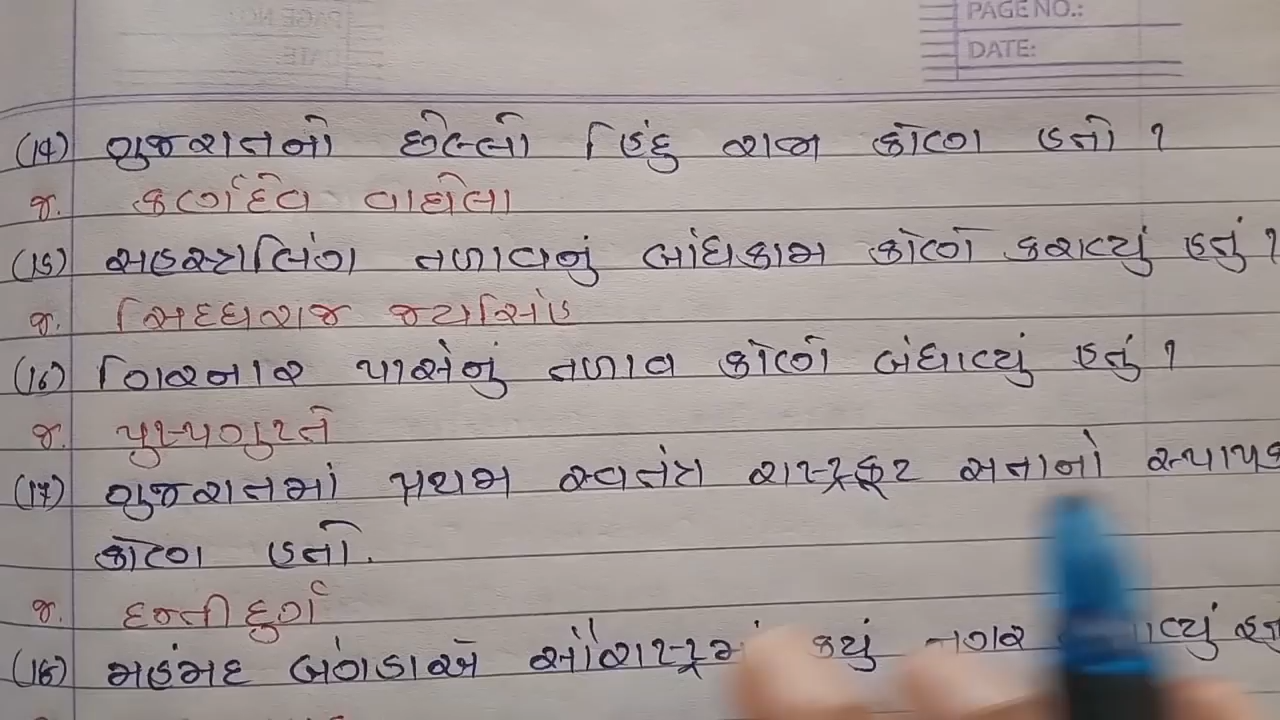 PAGE NO.:
DATE:
(14) ગુજરાતનો છેલ્લો હિંદુ રાજા કોણ હતો ?
જ. કર્ણદેવ વાઘેલા
(15) સહસ્ત્રલિંગ તળાવનું બાંધકામ કોણે કરાવ્યું હતું ?
જ. સિધ્ધરાજ જયસિંહ
(16) ગિરનાર પાસેનું તળાવ કોણે બંધાવ્યું હતું ?
જ. પુષ્યગુપ્તે
(17) ગુજરાતમાં પ્રથમ સ્વતંત્ર રાષ્ટ્રકૂટ સત્તાનો સ્થાપક
કોણ હતો.
જ. દન્તીદુર્ગ
(18) મહંમદ બેગડાએ સૌરાષ્ટ્રમાં કયું નગર